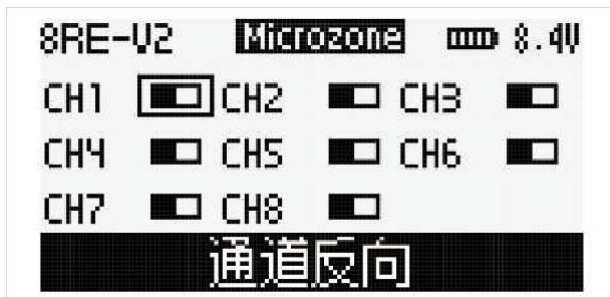 8RE-V2 Microzone 8.4V
CH1 CH2 CH3
CH4 CH5 CH6
CH7 CH8
通道反向